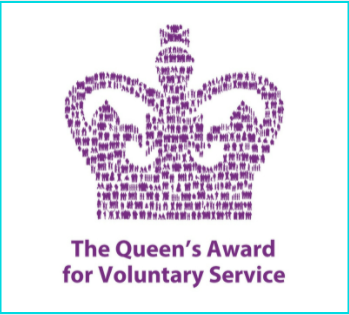 The Queen's Award
for Voluntary Service